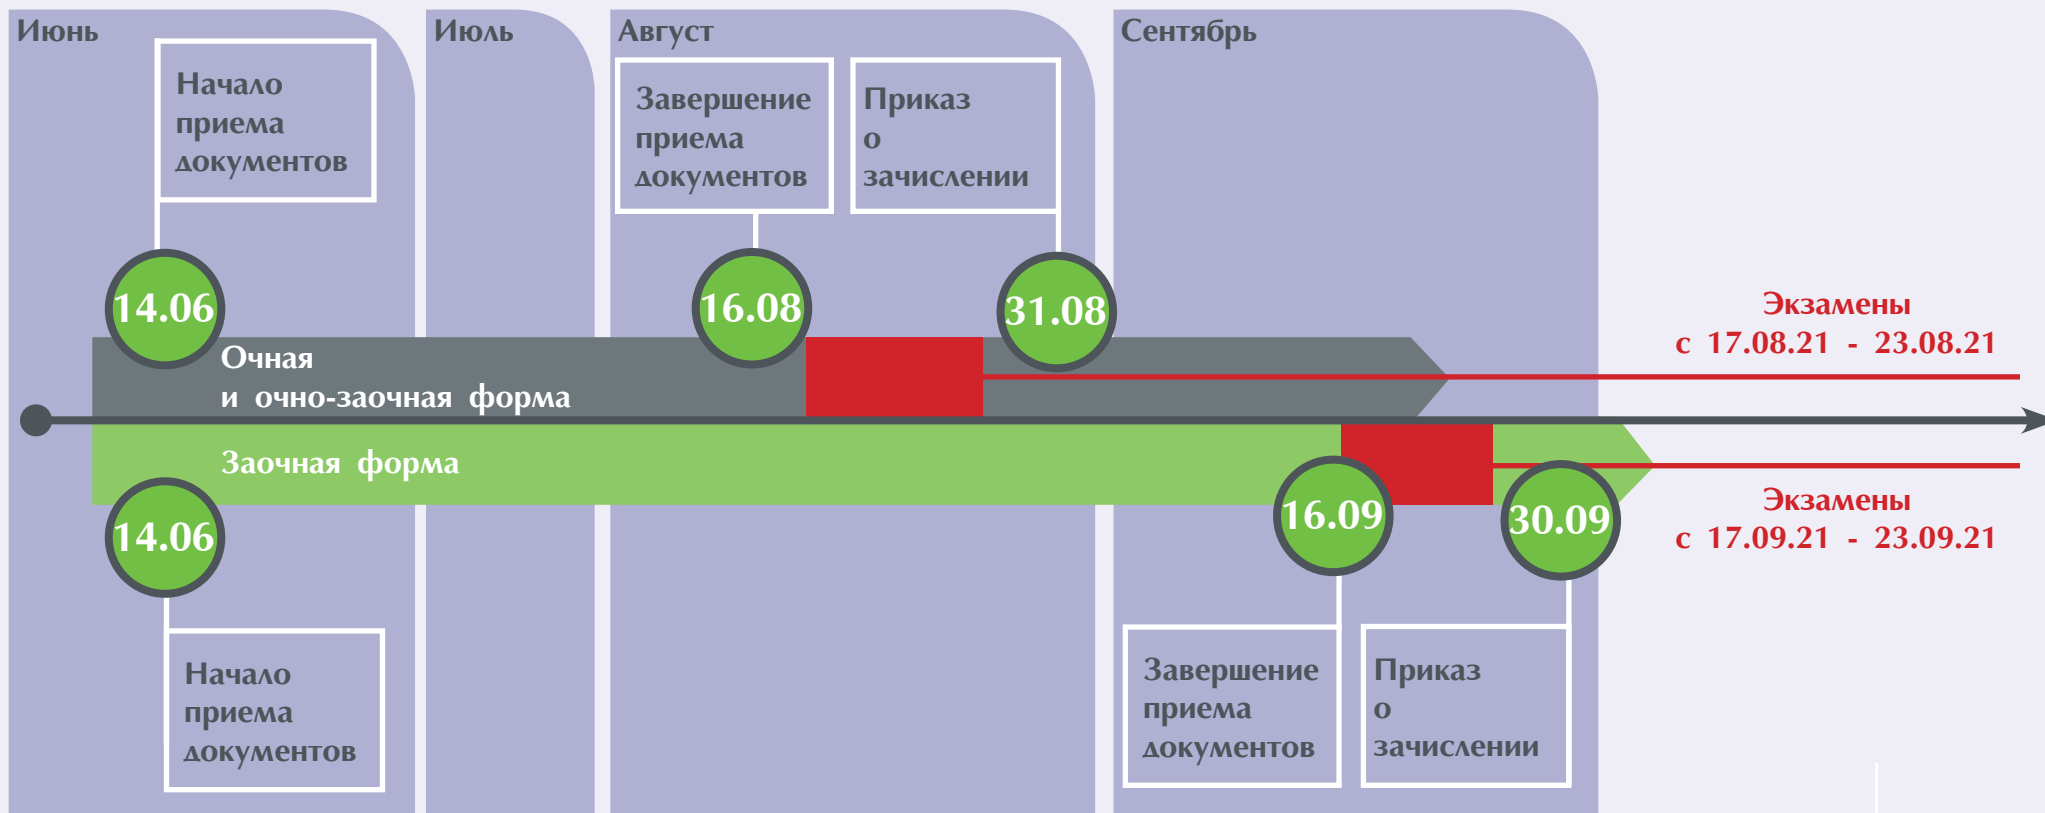 Июнь
Июль
Август
Сентябрь
Начало
приема
документов
Завершение
приема
документов
Приказ
о
зачислении
14.06
16.08
31.08
Экзамены
с 17.08.21 - 23.08.21
Очная
и очно-заочная форма
Заочная форма
14.06
16.09
30.09
Экзамены
с 17.09.21 - 23.09.21
Начало
приема
документов
Завершение
приема
документов
Приказ
о
зачислении